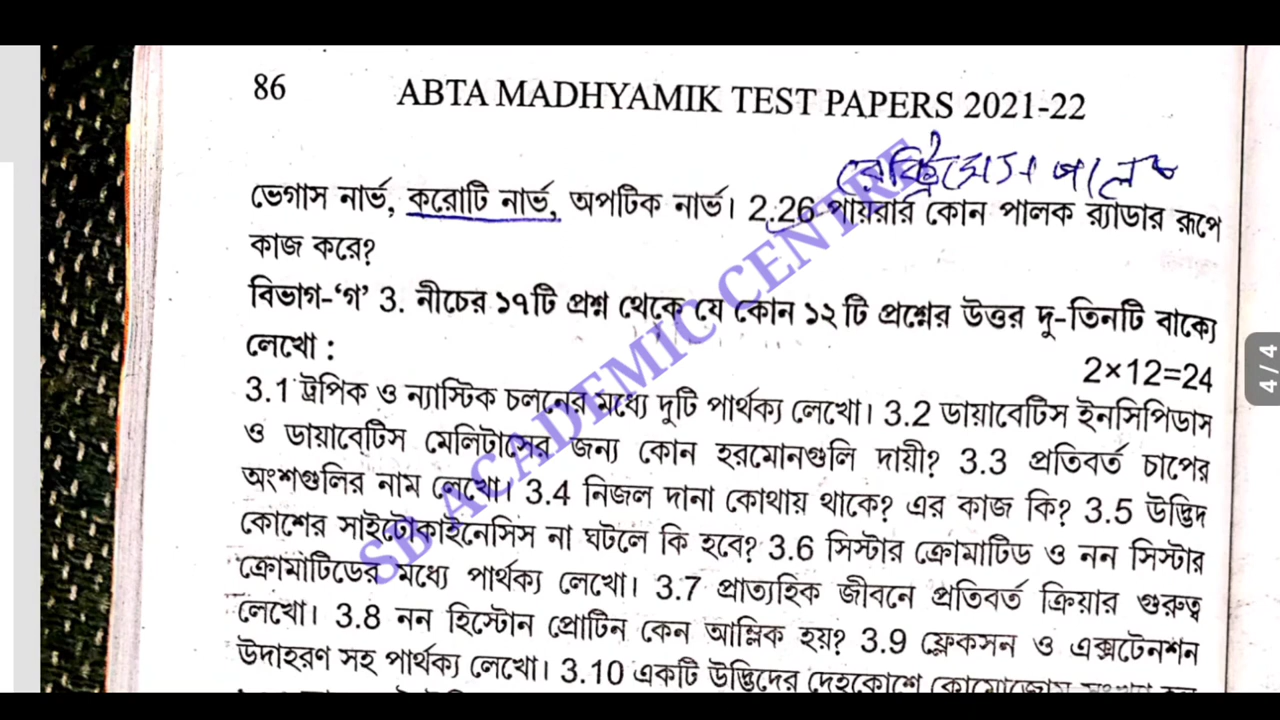 86 ABTA MADHYAMIK TEST PAPERS 2021-22
ভেগাস নার্ভ, করোটি নার্ভ, অপটিক নার্ভ। 2.26 পায়রার কোন পালক র‍্যাডার রূপে
কাজ করে?
বিভাগ-‘গ’ 3. নীচের ১৭টি প্রশ্ন থেকে যে কোন ১২টি প্রশ্নের উত্তর দু-তিনটি বাক্যে
লেখো :
2×12=24
3.1 ট্রপিক ও ন্যাস্টিক চলনের মধ্যে দুটি পার্থক্য লেখো। 3.2 ডায়াবেটিস ইনসিপিডাস
ও ডায়াবেটিস মেলিটাসের জন্য কোন হরমোনগুলি দায়ী? 3.3 প্রতিবর্ত চাপের
অংশগুলির নাম লেখো। 3.4 নিজল দানা কোথায় থাকে? এর কাজ কি? 3.5 উদ্ভিদ
কোশের সাইটোকাইনেসিস না ঘটলে কি হবে? 3.6 সিস্টার ক্রোমাটিড ও নন সিস্টার
ক্রোমাটিডের মধ্যে পার্থক্য লেখো। 3.7 প্রাত্যহিক জীবনে প্রতিবর্ত ক্রিয়ার গুরুত্ব
লেখো। 3.8 নন হিস্টোন প্রোটিন কেন আম্লিক হয়? 3.9 ফ্লেকসন ও এক্সটেনশন
উদাহরণ সহ পার্থক্য লেখো। 3.10 একটি উদ্ভিদের দেহকোশে
SB ACADEMIC CENTRE
4/4